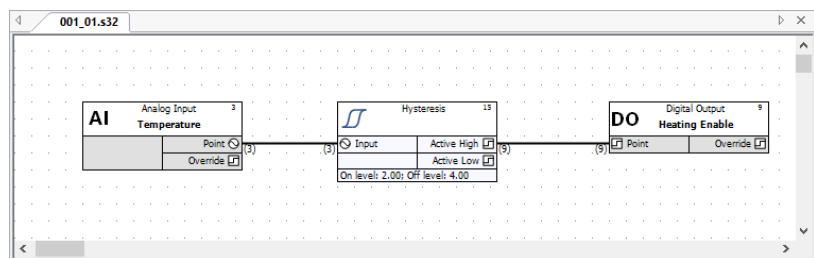 001_01.s32
Analog Input 3
AI Temperature
Point
Override
(3)
(3)
Hysteresis 15
Input Active High
Active Low
On level: 2.00; Off level: 4.00
(9)
(9)
Digital Output 9
DO Heating Enable
Point Override